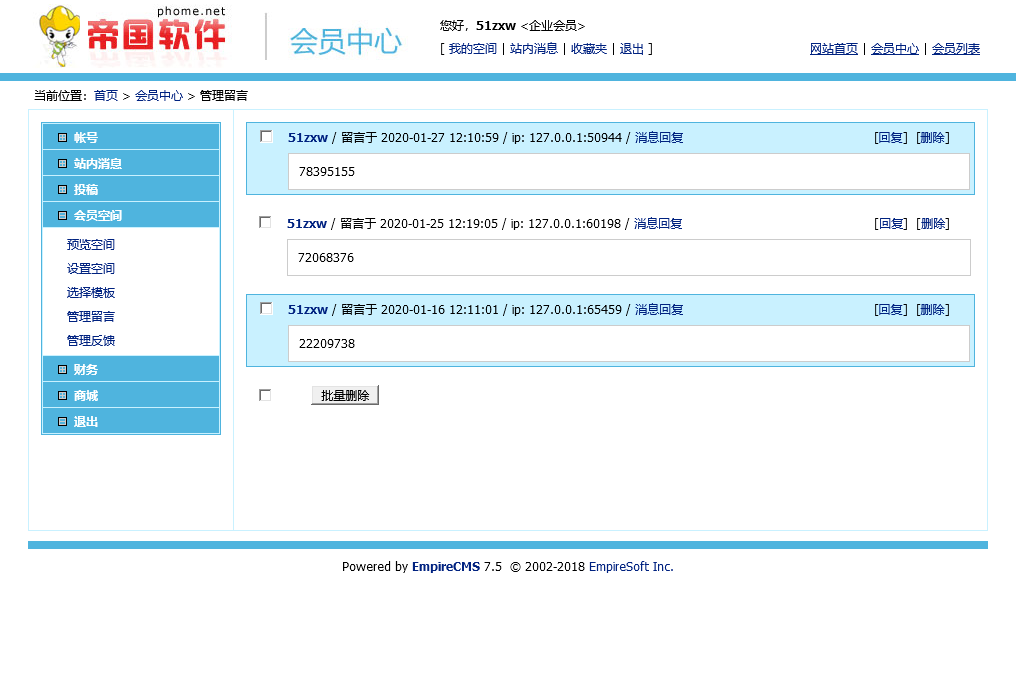 phome.net
帝国软件
会员中心
您好，51zxw <企业会员>
[ 我的空间 | 站内消息 | 收藏夹 | 退出 ]
网站首页 | 会员中心 | 会员列表
当前位置：首页 > 会员中心 > 管理留言
帐号
站内消息
投稿
会员空间
预览空间
设置空间
选择模板
管理留言
管理反馈
财务
商城
退出
51zxw / 留言于 2020-01-27 12:10:59 / ip: 127.0.0.1:50944 / 消息回复 [回复] [删除]
78395155
51zxw / 留言于 2020-01-25 12:19:05 / ip: 127.0.0.1:60198 / 消息回复 [回复] [删除]
72068376
51zxw / 留言于 2020-01-16 12:11:01 / ip: 127.0.0.1:65459 / 消息回复 [回复] [删除]
22209738
批量删除
Powered by EmpireCMS 7.5 © 2002-2018 EmpireSoft Inc.